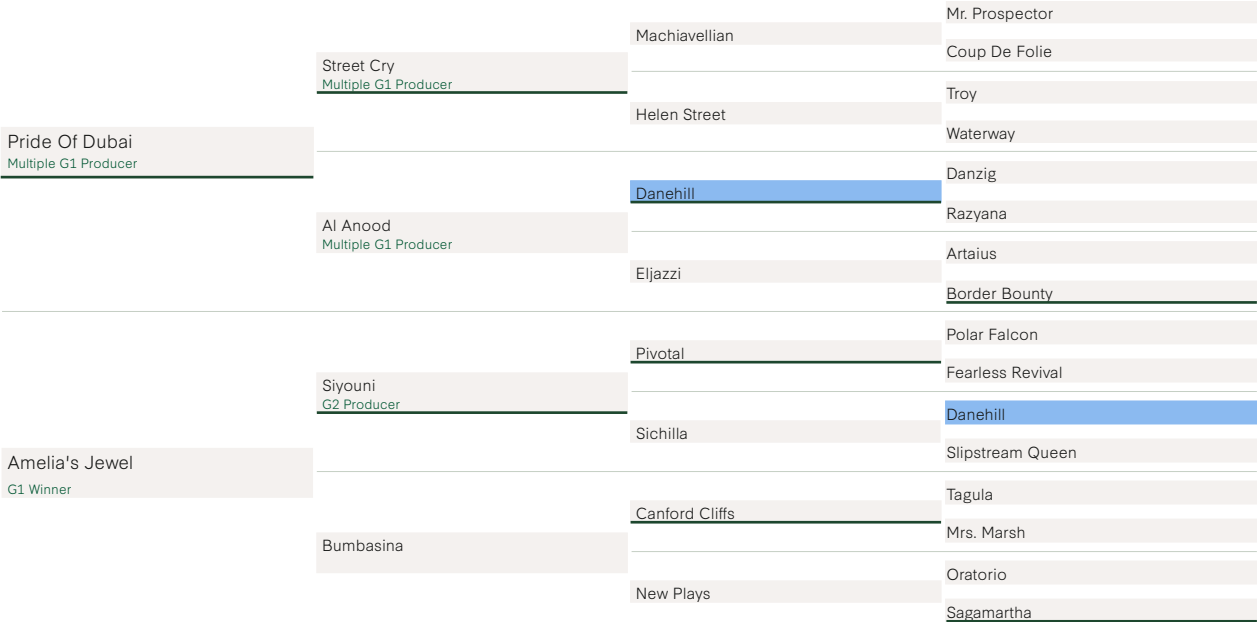 Pride Of Dubai
Multiple G1 Producer
Amelia's Jewel
G1 Winner
Street Cry
Multiple G1 Producer
Al Anood
Multiple G1 Producer
Siyouni
G2 Producer
Bumbasina
Machiavellian
Helen Street
Danehill
Eljazzi
Pivotal
Sichilla
Canford Cliffs
New Plays
Mr. Prospector
Coup De Folie
Troy
Waterway
Danzig
Razyana
Artaius
Border Bounty
Polar Falcon
Fearless Revival
Danehill
Slipstream Queen
Tagula
Mrs. Marsh
Oratorio
Sagamartha